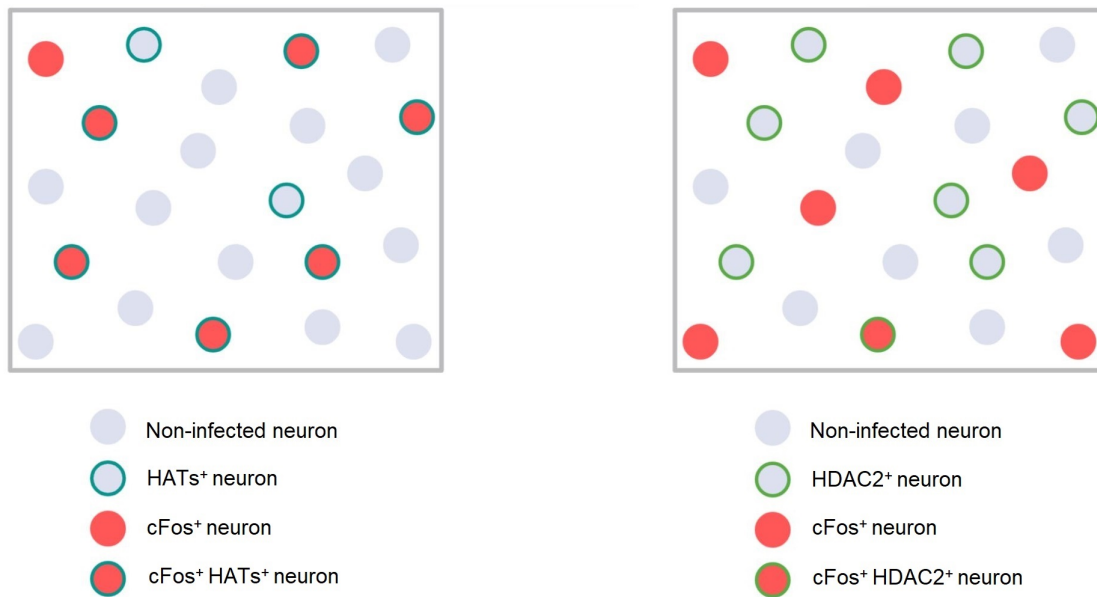 Non-infected neuron
HATs⁺ neuron
cFos⁺ neuron
cFos⁺ HATs⁺ neuron
Non-infected neuron
HDAC2⁺ neuron
cFos⁺ neuron
cFos⁺ HDAC2⁺ neuron